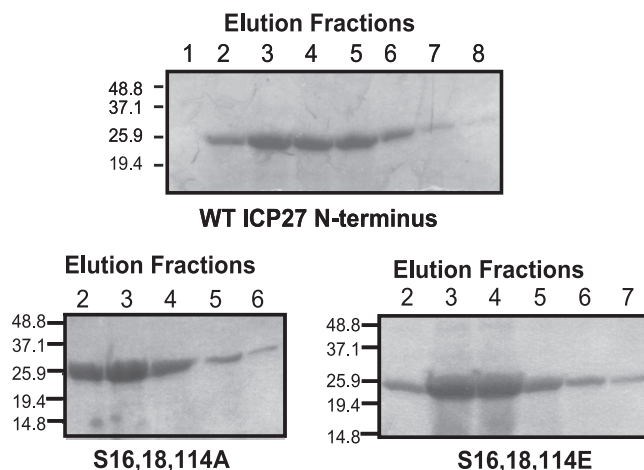 Elution Fractions
1 2 3 4 5 6 7 8
48.8
37.1
25.9
19.4
WT ICP27 N-terminus
Elution Fractions
2 3 4 5 6
48.8
37.1
25.9
19.4
14.8
S16,18,114A
Elution Fractions
2 3 4 5 6 7
48.8
37.1
25.9
19.4
14.8
S16,18,114E